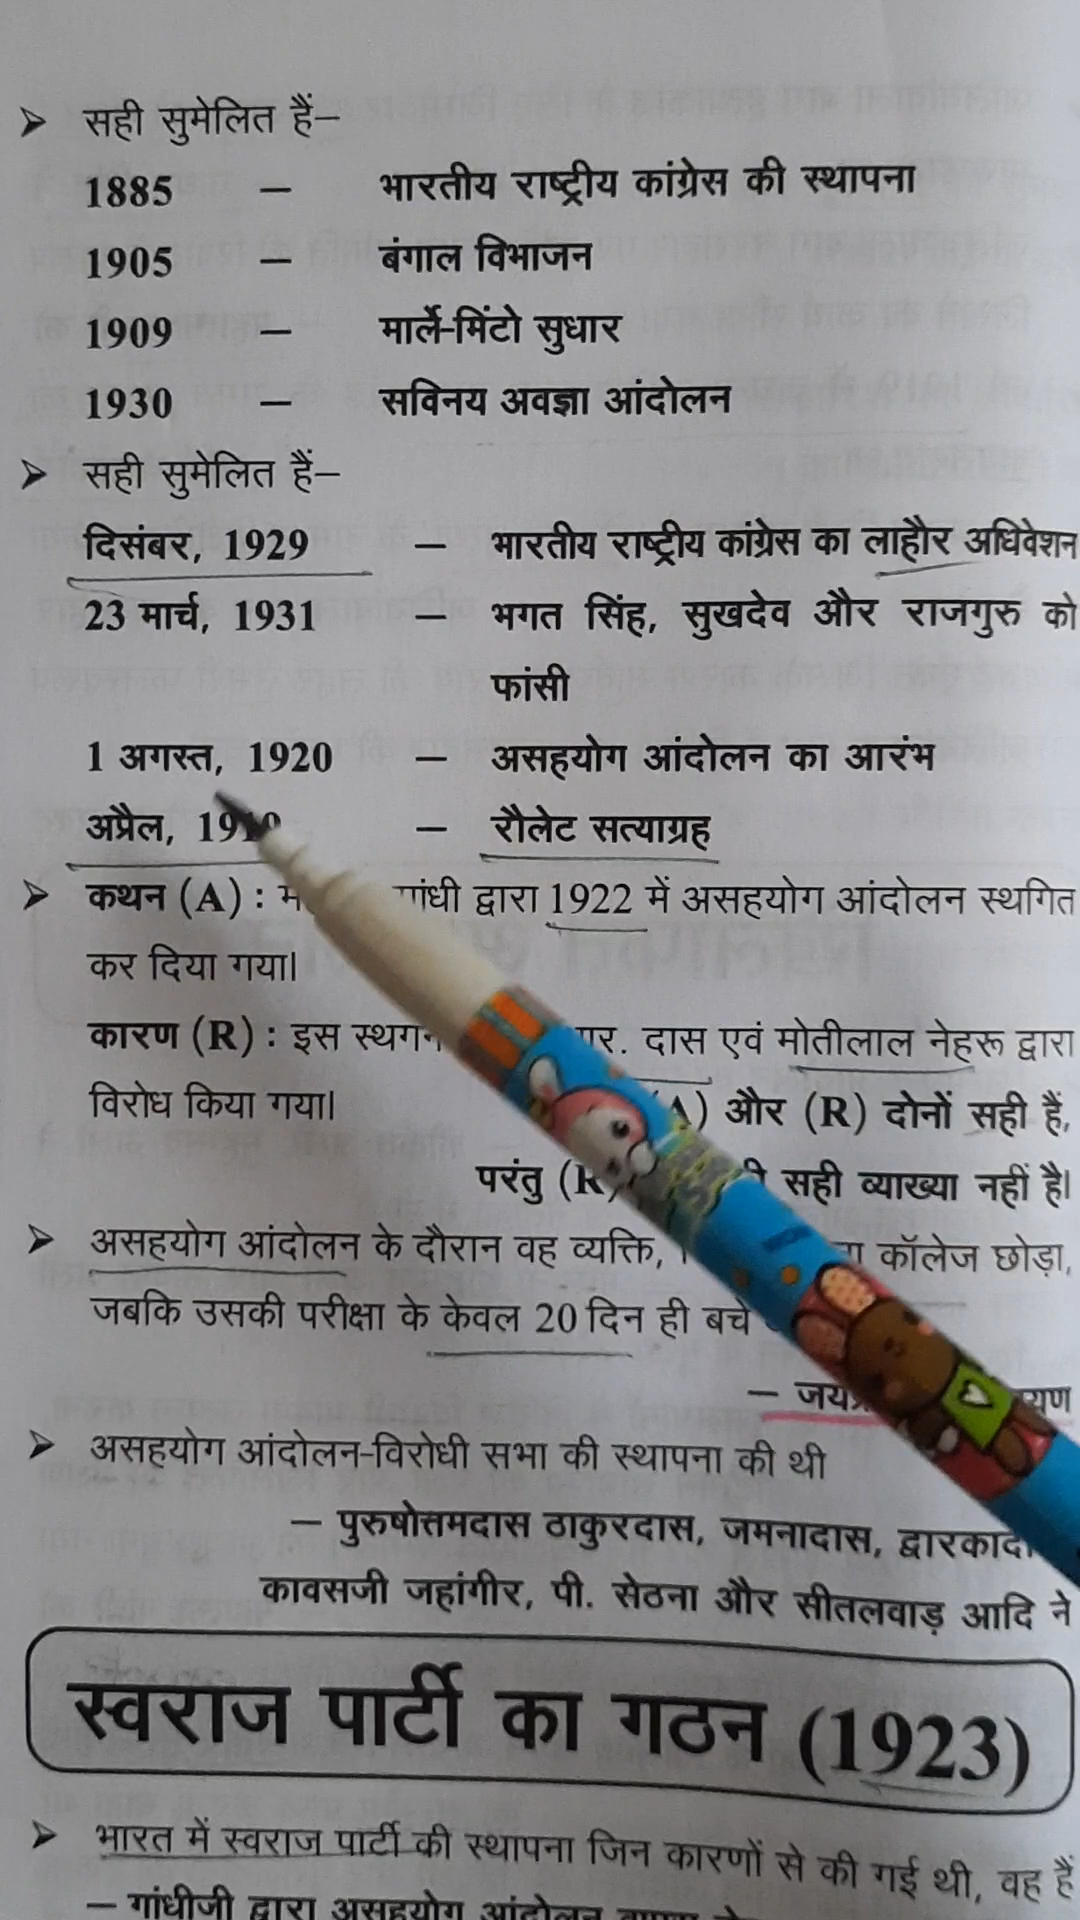 ➢ सही सुमेलित हैं–
1885 – भारतीय राष्ट्रीय कांग्रेस की स्थापना
1905 – बंगाल विभाजन
1909 – मार्ले-मिंटो सुधार
1930 – सविनय अवज्ञा आंदोलन
➢ सही सुमेलित हैं–
दिसंबर, 1929 – भारतीय राष्ट्रीय कांग्रेस का लाहौर अधिवेशन
23 मार्च, 1931 – भगत सिंह, सुखदेव और राजगुरु को
फांसी
1 अगस्त, 1920 – असहयोग आंदोलन का आरंभ
अप्रैल, – रौलेट सत्याग्रह
➢ कथन (A) : गांधी द्वारा 1922 में असहयोग आंदोलन स्थगित
कर दिया गया।
कारण (R) : इस दास एवं मोतीलाल नेहरू द्वारा
विरोध किया गया।
(A) और (R) दोनों सही हैं,
परंतु (R) सही व्याख्या नहीं है।
➢ असहयोग आंदोलन के दौरान वह व्यक्ति, कॉलेज छोड़ा,
जबकि उसकी परीक्षा के केवल 20 दिन ही बचे
–
➢ असहयोग आंदोलन-विरोधी सभा की स्थापना की थी
– पुरुषोत्तमदास ठाकुरदास, जमनादास,
कावसजी जहांगीर, पी. सेठना और सीतलवाड़ आदि ने
स्वराज पार्टी का गठन (1923)
➢ भारत में स्वराज पार्टी की स्थापना जिन कारणों से की गई थी, वह हैं
– गांधीजी द्वारा असहयोग आंदोलन